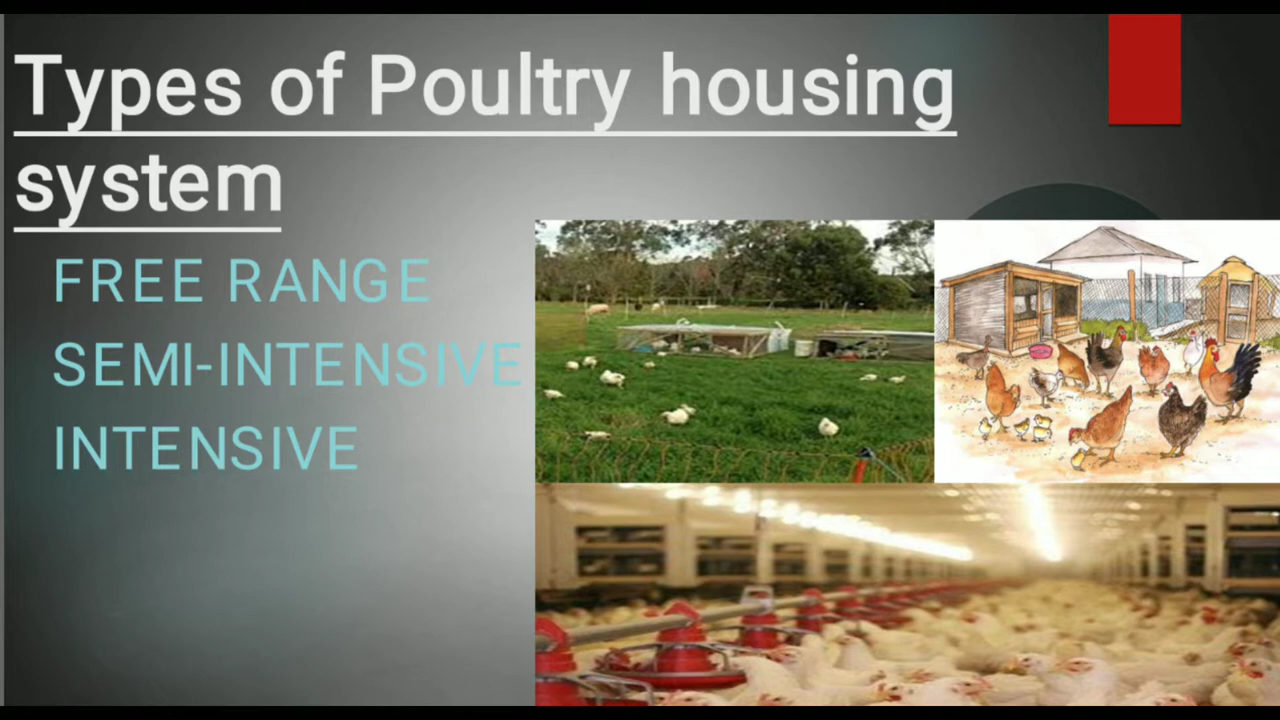 Types of Poultry housing
system
FREE RANGE
SEMI-INTENSIVE
INTENSIVE